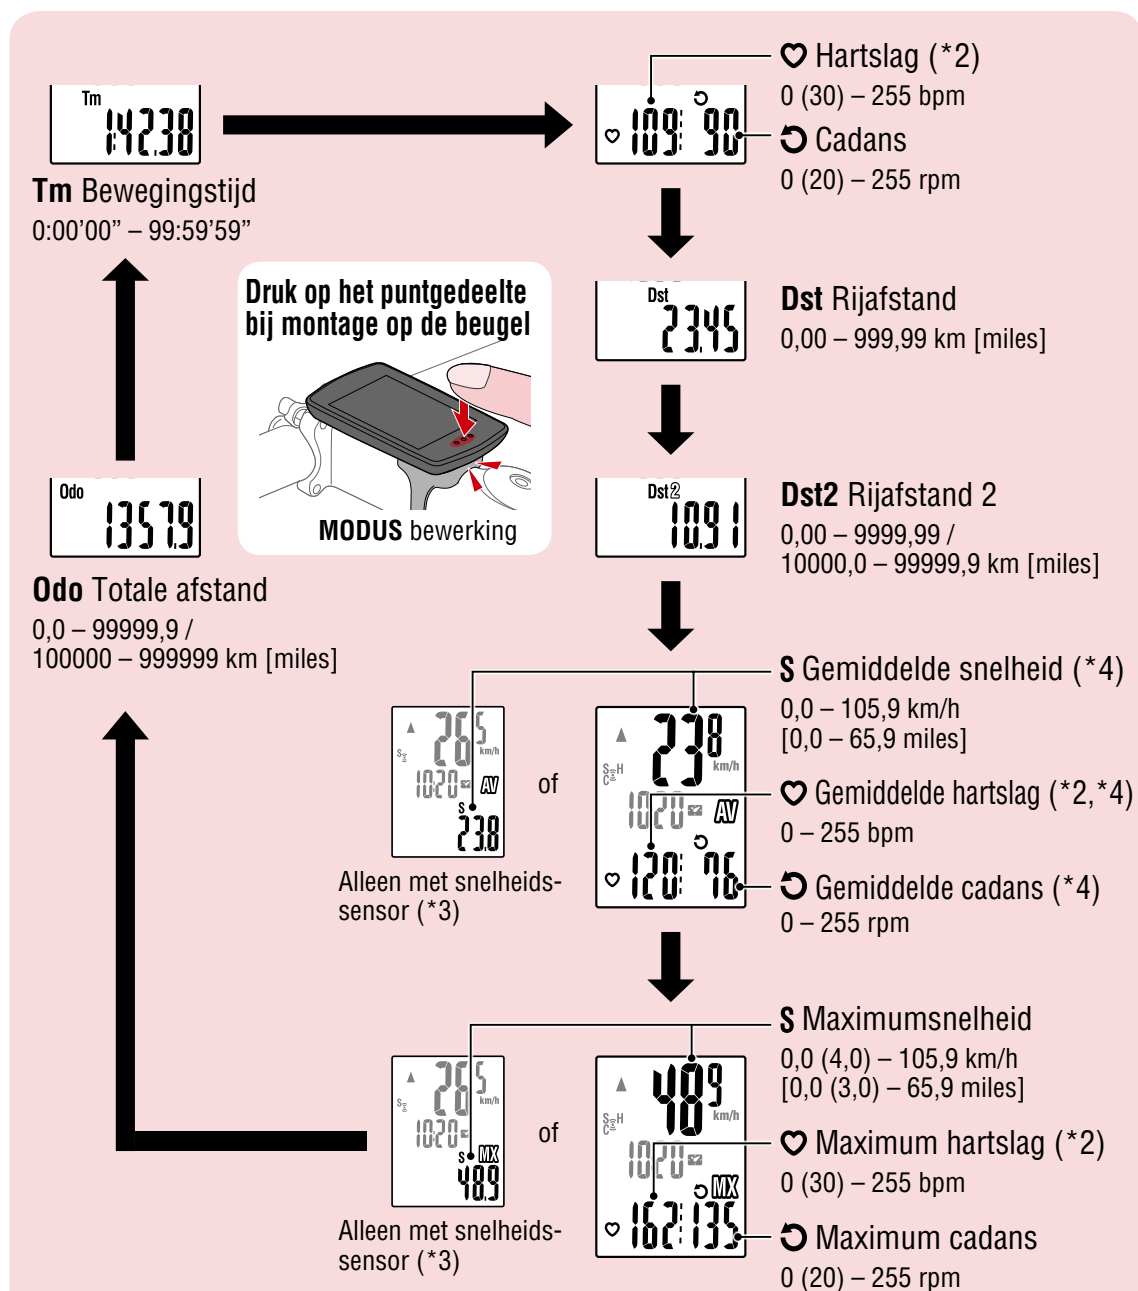 Tm
1:42.38
Tm Bewegingstijd
0:00’00” – 99:59’59”
109 90
♡ Hartslag (*2)
0 (30) – 255 bpm
Cadans
0 (20) – 255 rpm
Dst
23.45
Dst Rijafstand
0,00 – 999,99 km [miles]
Druk op het puntgedeelte
bij montage op de beugel
MODUS bewerking
Dst2
10.91
Dst2 Rijafstand 2
0,00 – 9999,99 /
10000,0 – 99999,9 km [miles]
Odo
1357.9
Odo Totale afstand
0,0 – 99999,9 /
100000 – 999999 km [miles]
26.5
km/h
S
10:20
AV
S
23.8
Alleen met snelheids-
sensor (*3)
of
23.8
km/h
S H
C
10:20
AV
120 76
S Gemiddelde snelheid (*4)
0,0 – 105,9 km/h
[0,0 – 65,9 miles]
♡ Gemiddelde hartslag (*2,*4)
0 – 255 bpm
Gemiddelde cadans (*4)
0 – 255 rpm
26.5
km/h
S
10:20
S MX
48.9
Alleen met snelheids-
sensor (*3)
of
48.9
km/h
S H
C
10:20
MX
162 135
S Maximumsnelheid
0,0 (4,0) – 105,9 km/h
[0,0 (3,0) – 65,9 miles]
♡ Maximum hartslag (*2)
0 (30) – 255 bpm
Maximum cadans
0 (20) – 255 rpm